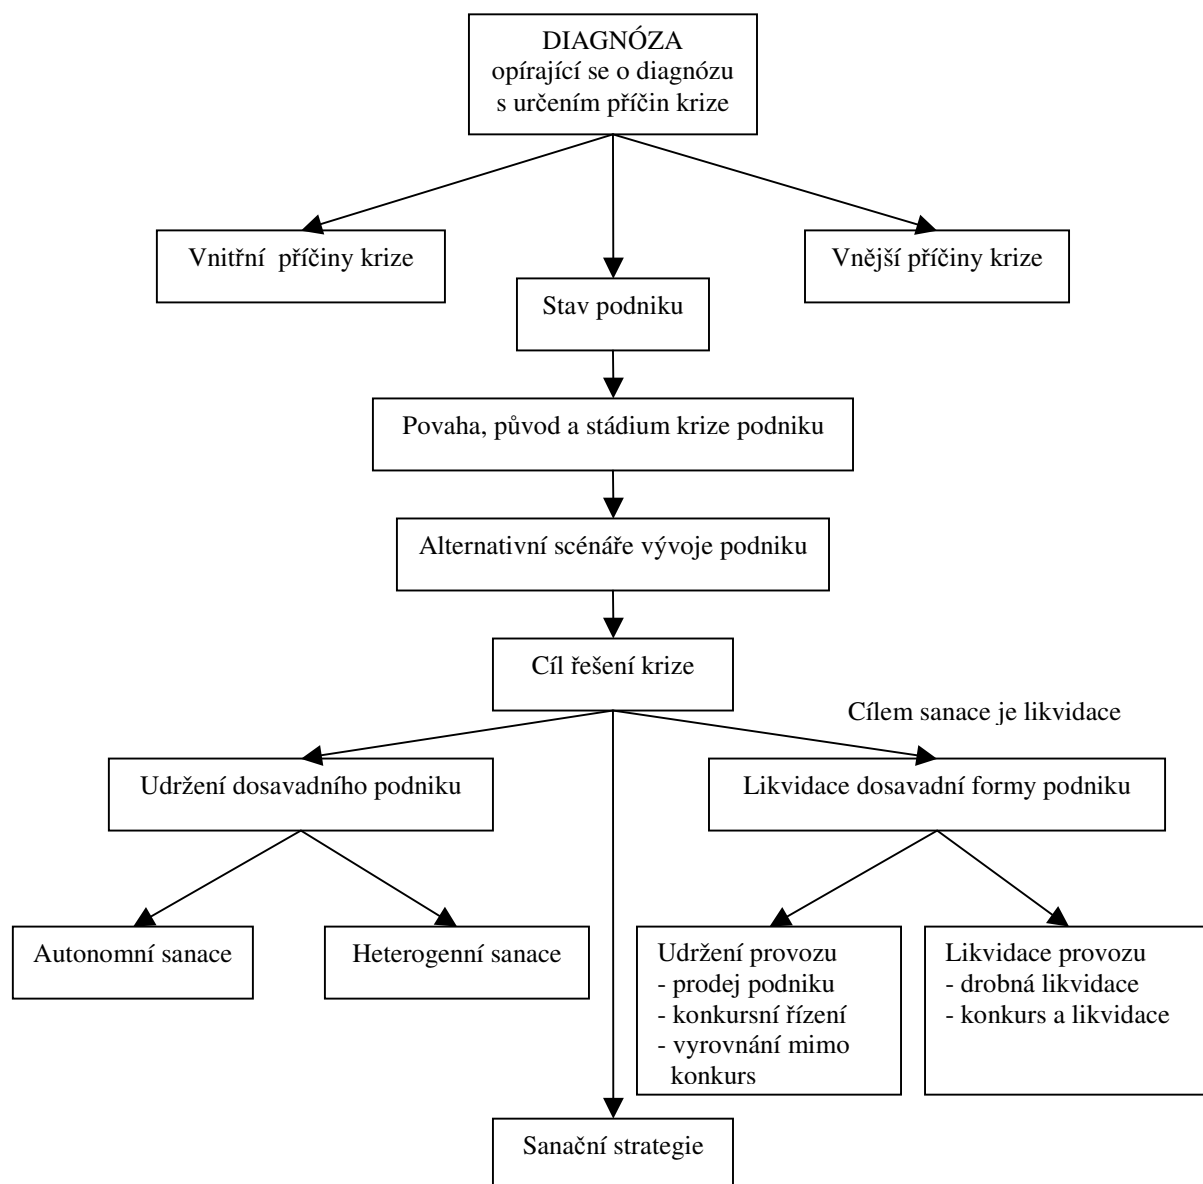 DIAGNÓZA
opírající se o diagnózu
s určením příčin krize
Vnitřní příčiny krize
Vnější příčiny krize
Stav podniku
Povaha, původ a stádium krize podniku
Alternativní scénáře vývoje podniku
Cíl řešení krize
Cílem sanace je likvidace
Udržení dosavadního podniku
Likvidace dosavadní formy podniku
Autonomní sanace
Heterogenní sanace
Udržení provozu
- prodej podniku
- konkursní řízení
- vyrovnání mimo
konkurs
Likvidace provozu
- drobná likvidace
- konkurs a likvidace
Sanační strategie